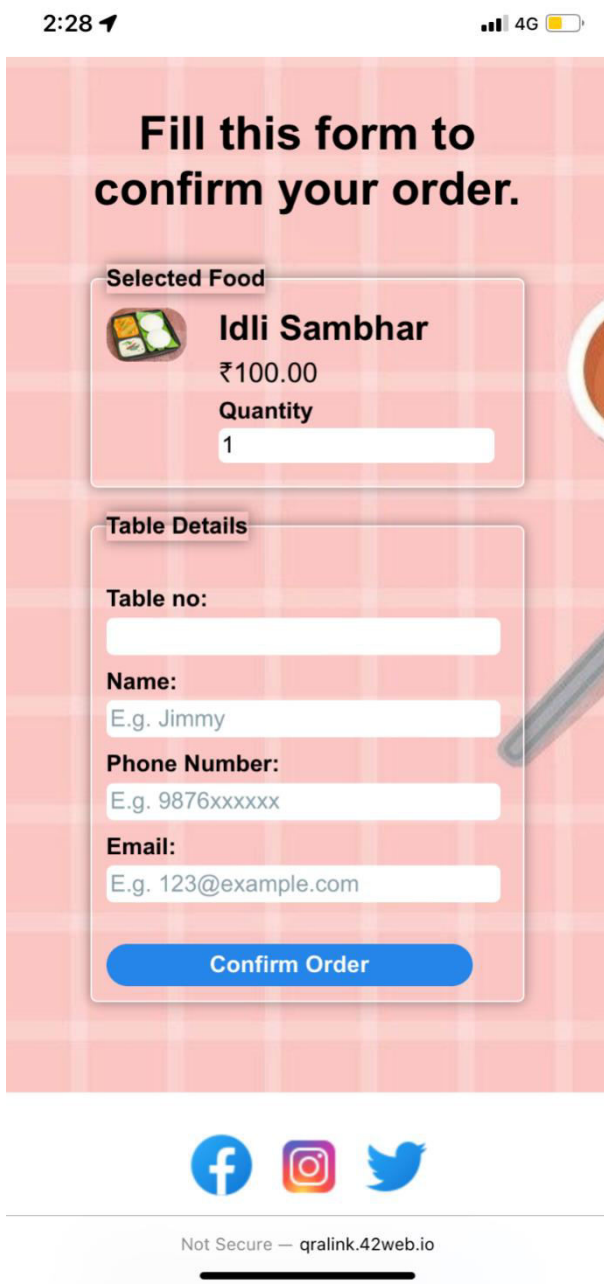 2:28
4G
Fill this form to
confirm your order.
Selected Food
Idli Sambhar
₹100.00
Quantity
1
Table Details
Table no:
Name:
E.g. Jimmy
Phone Number:
E.g. 9876xxxxxx
Email:
E.g. 123@example.com
Confirm Order
Not Secure — qralink.42web.io